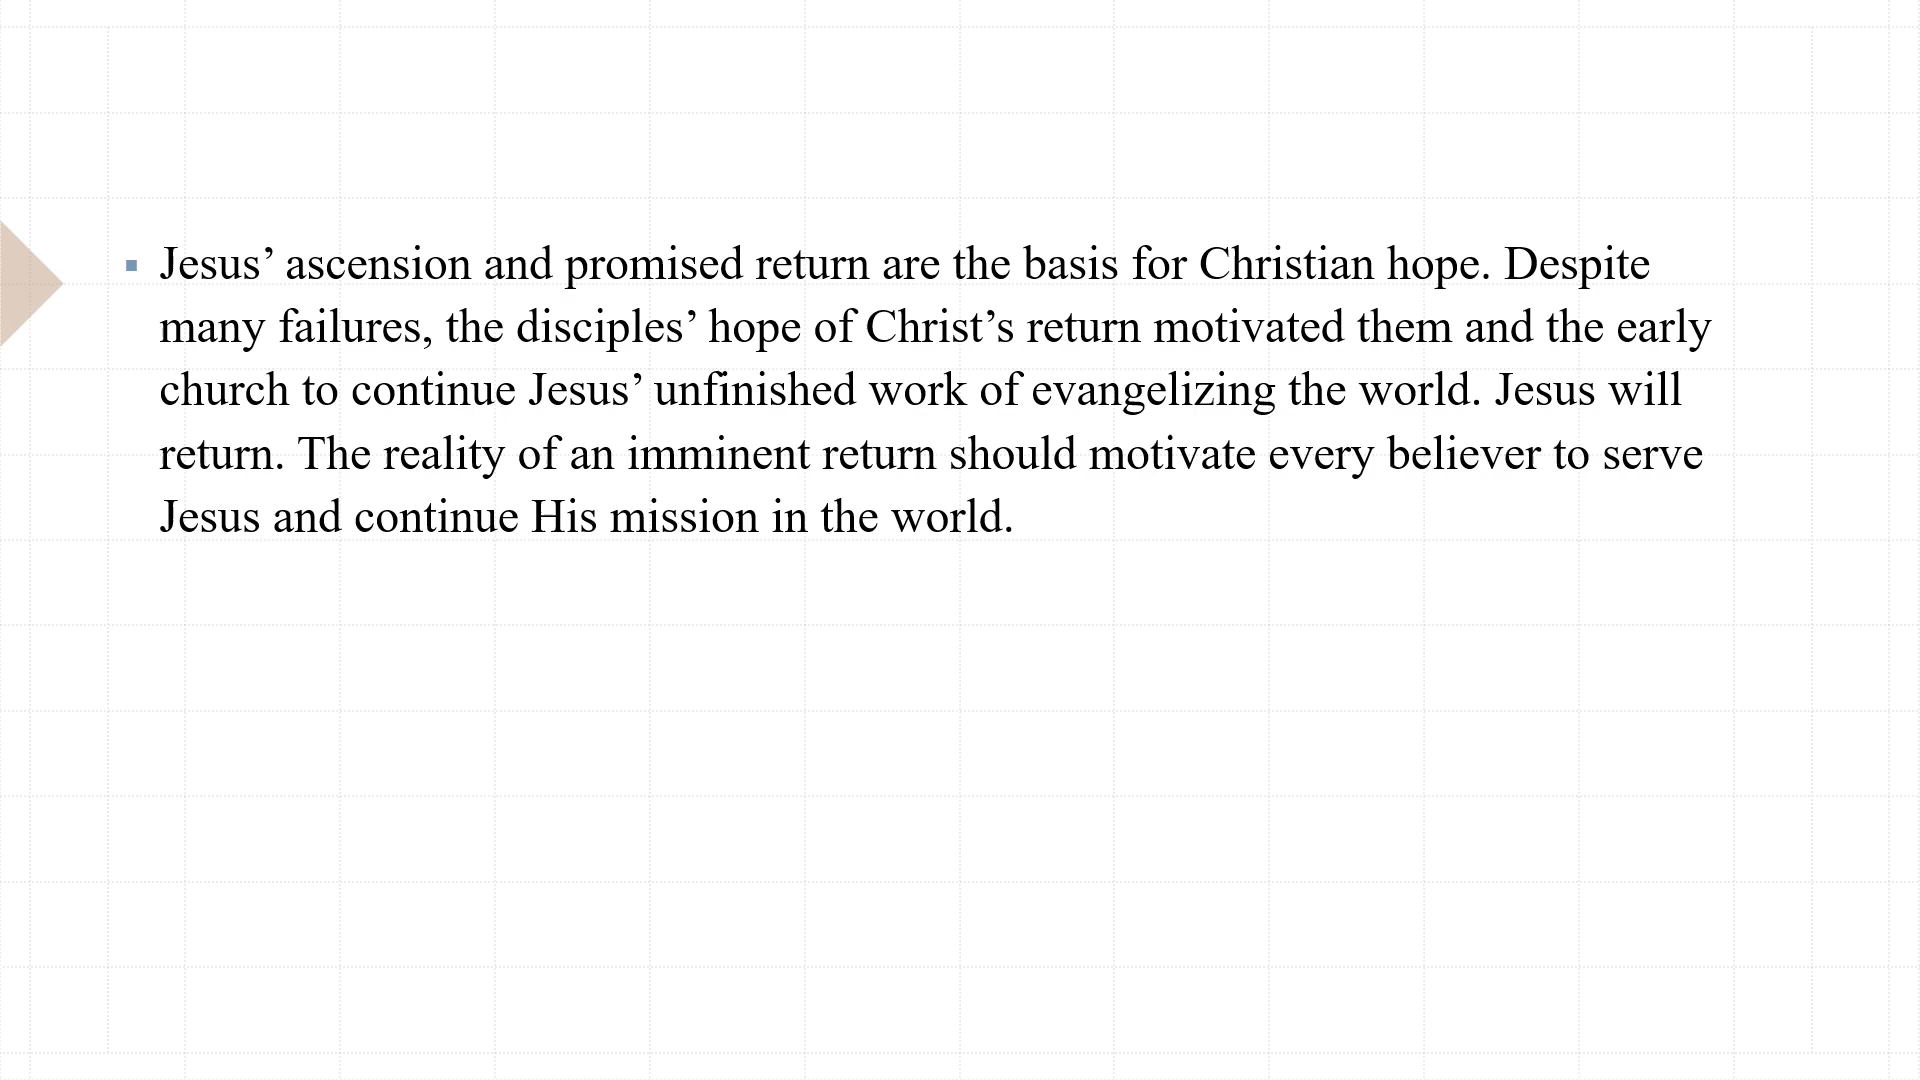 ▪ Jesus’ ascension and promised return are the basis for Christian hope. Despite
many failures, the disciples’ hope of Christ’s return motivated them and the early
church to continue Jesus’ unfinished work of evangelizing the world. Jesus will
return. The reality of an imminent return should motivate every believer to serve
Jesus and continue His mission in the world.